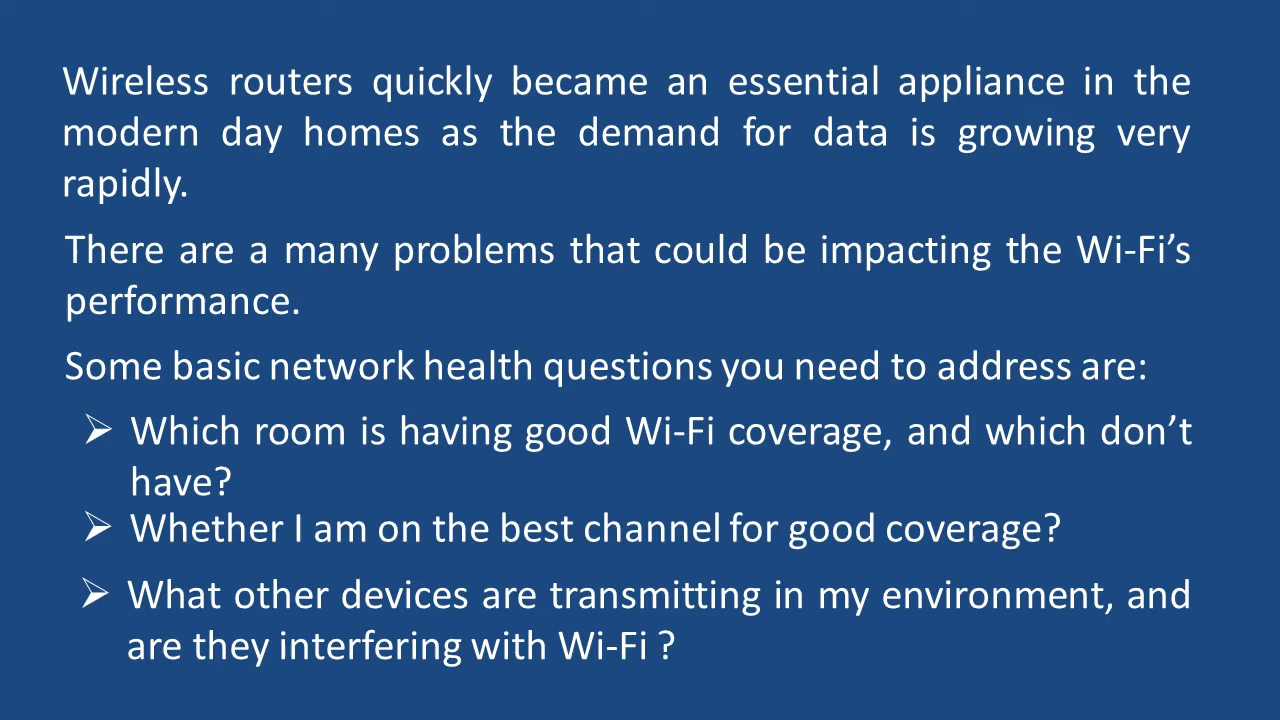 Wireless routers quickly became an essential appliance in the
modern day homes as the demand for data is growing very
rapidly.
There are a many problems that could be impacting the Wi-Fi’s
performance.
Some basic network health questions you need to address are:
➢ Which room is having good Wi-Fi coverage, and which don’t
have?
➢ Whether I am on the best channel for good coverage?
➢ What other devices are transmitting in my environment, and
are they interfering with Wi-Fi ?